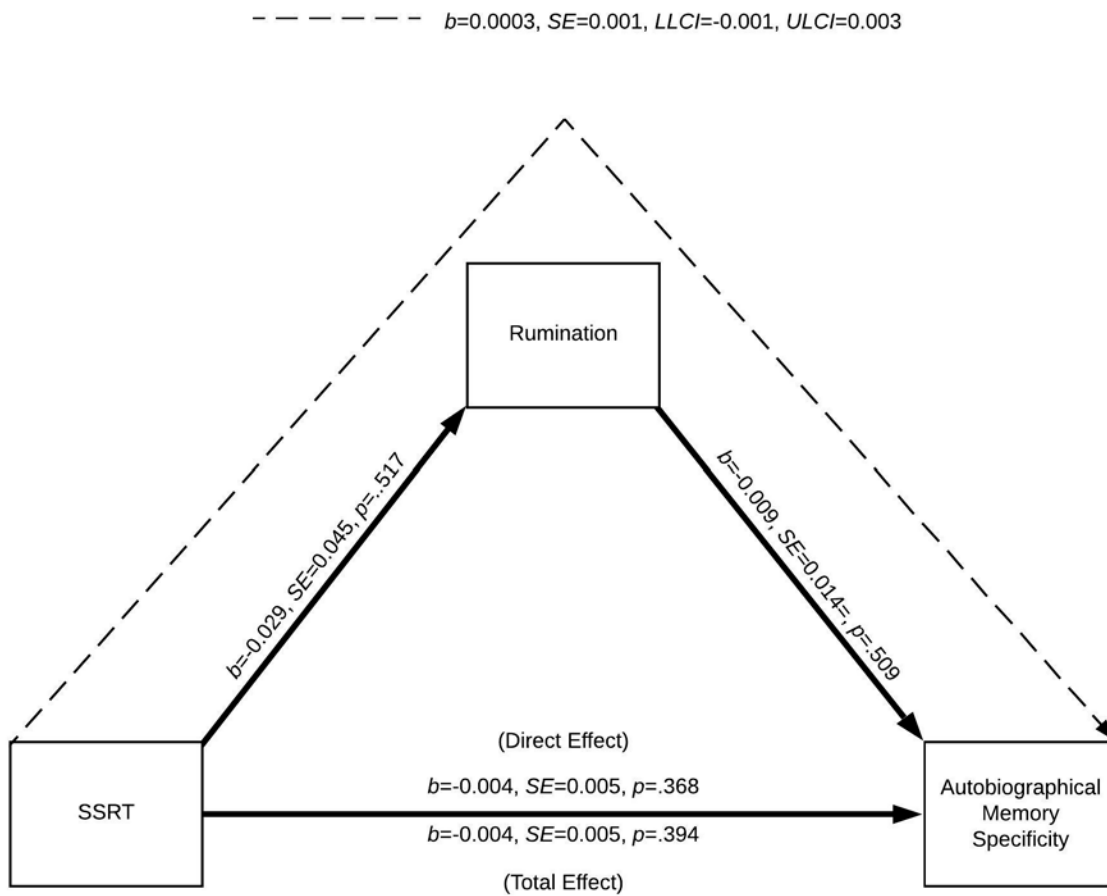 b=0.0003, SE=0.001, LLCI=-0.001, ULCI=0.003
Rumination
b=-0.029, SE=0.045, p=..517
b=-0.009, SE=0.014=, p=.509
(Direct Effect)
b=-0.004, SE=0.005, p=.368
SSRT
b=-0.004, SE=0.005, p=.394
(Total Effect)
Autobiographical
Memory
Specificity